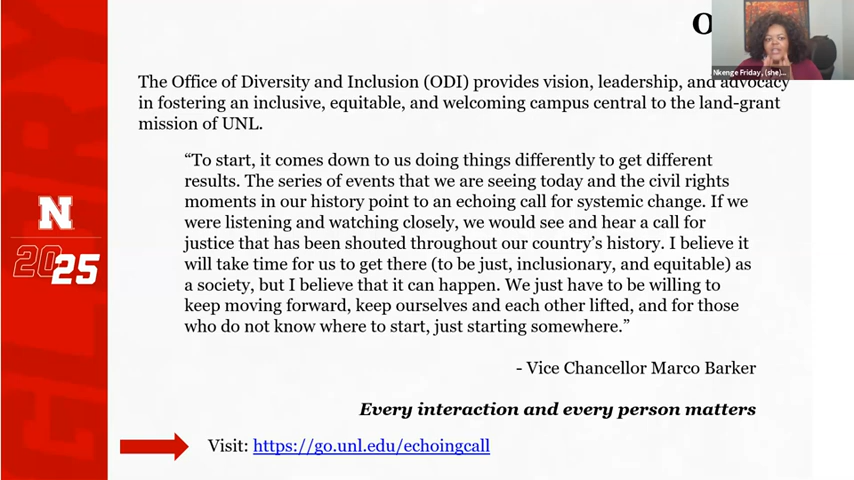 O
Nkenge Friday, (she)...
The Office of Diversity and Inclusion (ODI) provides vision, leadership, and advocacy
in fostering an inclusive, equitable, and welcoming campus central to the land-grant
mission of UNL.
“To start, it comes down to us doing things differently to get different
results. The series of events that we are seeing today and the civil rights
moments in our history point to an echoing call for systemic change. If we
were listening and watching closely, we would see and hear a call for
justice that has been shouted throughout our country’s history. I believe it
will take time for us to get there (to be just, inclusionary, and equitable) as
a society, but I believe that it can happen. We just have to be willing to
keep moving forward, keep ourselves and each other lifted, and for those
who do not know where to start, just starting somewhere.”
- Vice Chancellor Marco Barker
Every interaction and every person matters
Visit: https://go.unl.edu/echoingcall
N
2025